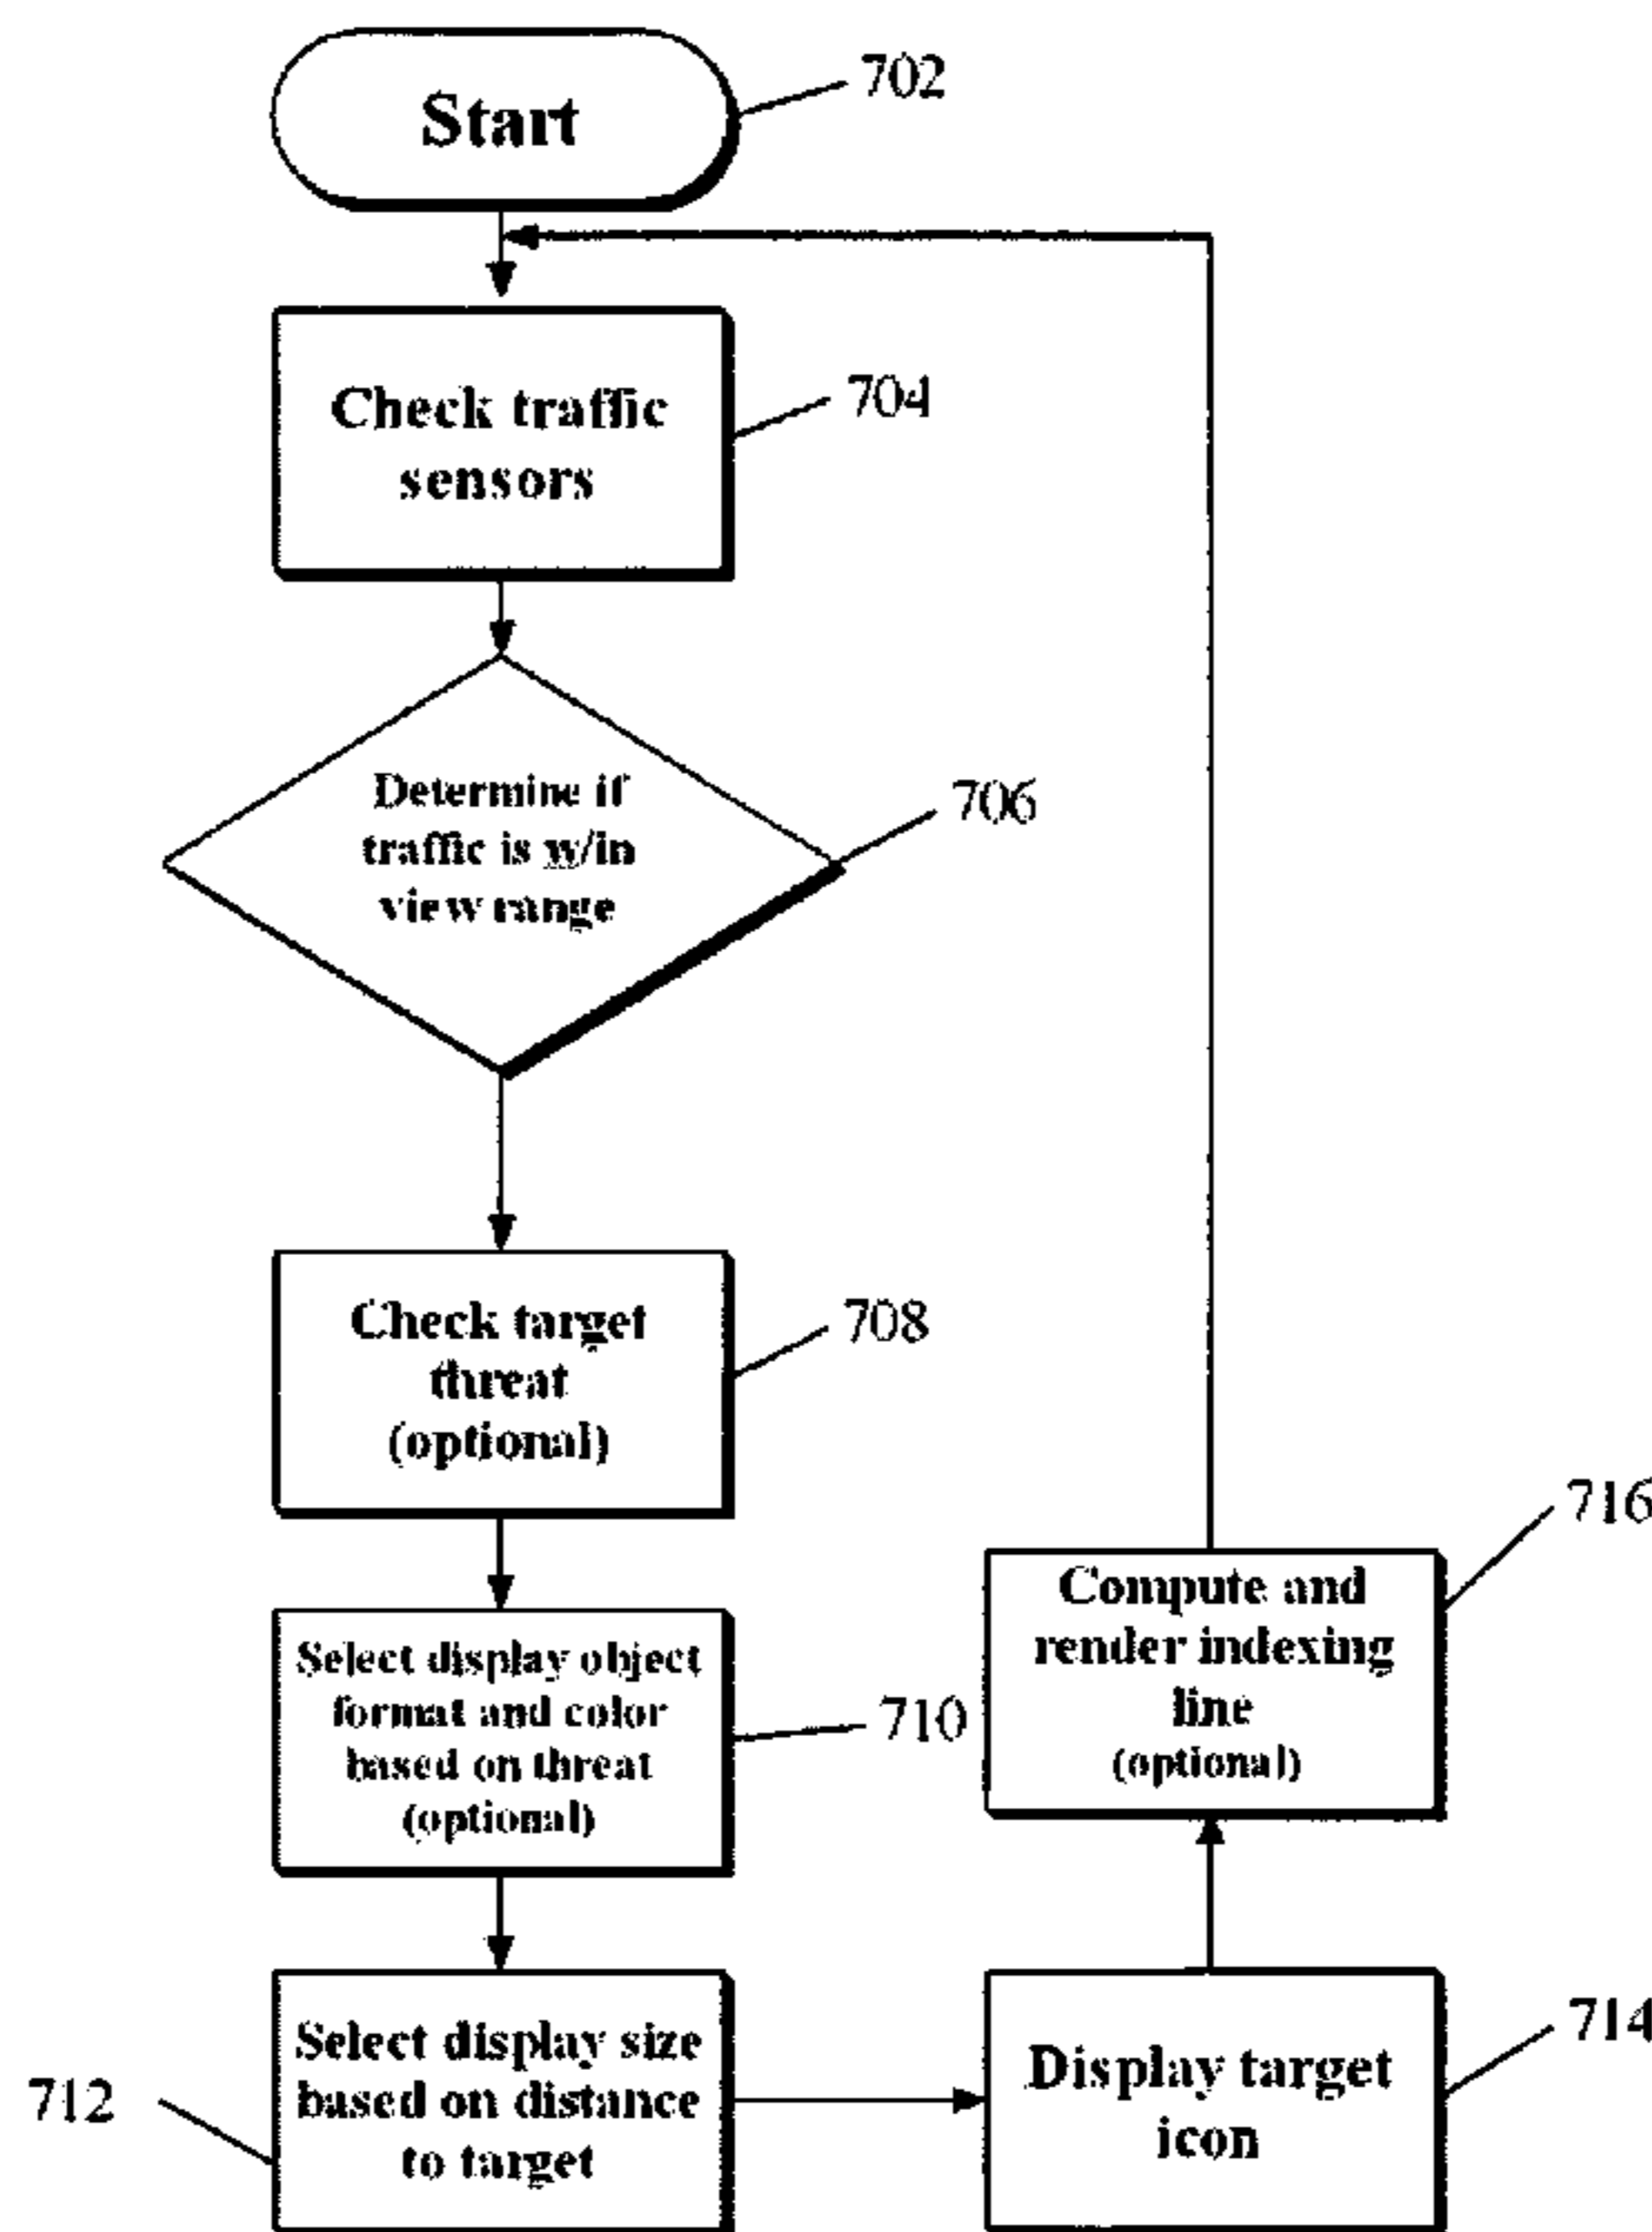 Start
702
Check traffic
sensors
704
Determine if
traffic is w/in
view range
706
Check target
threat
(optional)
708
Select display object
format and color
based on threat
(optional)
710
Select display size
based on distance
to target
712
Display target
icon
714
Compute and
render indexing
line
(optional)
716